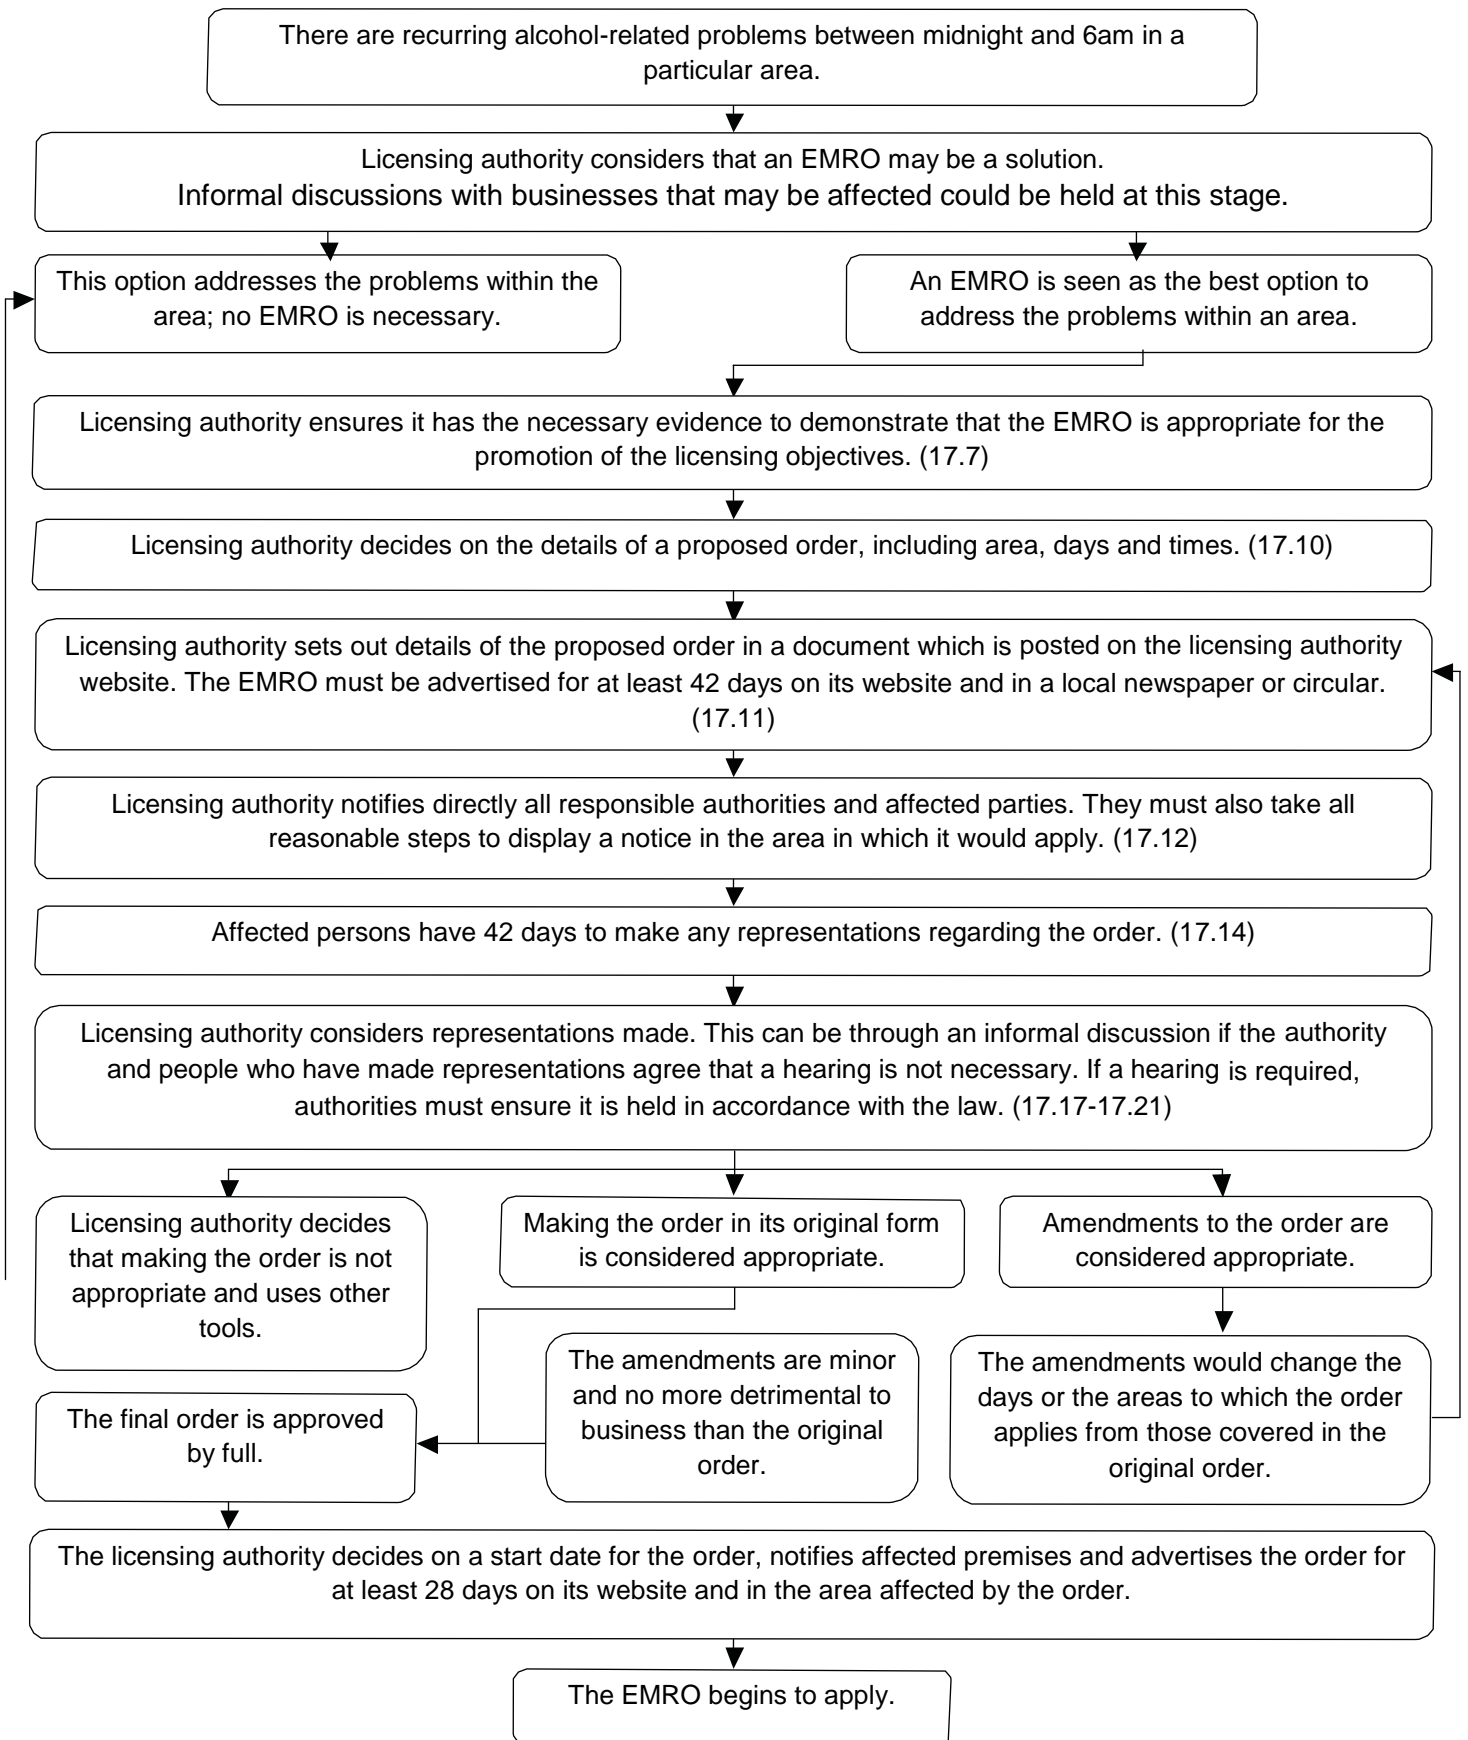 There are recurring alcohol-related problems between midnight and 6am in a
particular area.
Licensing authority considers that an EMRO may be a solution.
Informal discussions with businesses that may be affected could be held at this stage.
This option addresses the problems within the
area; no EMRO is necessary.
An EMRO is seen as the best option to
address the problems within an area.
Licensing authority ensures it has the necessary evidence to demonstrate that the EMRO is appropriate for the
promotion of the licensing objectives. (17.7)
Licensing authority decides on the details of a proposed order, including area, days and times. (17.10)
Licensing authority sets out details of the proposed order in a document which is posted on the licensing authority
website. The EMRO must be advertised for at least 42 days on its website and in a local newspaper or circular.
(17.11)
Licensing authority notifies directly all responsible authorities and affected parties. They must also take all
reasonable steps to display a notice in the area in which it would apply. (17.12)
Affected persons have 42 days to make any representations regarding the order. (17.14)
Licensing authority considers representations made. This can be through an informal discussion if the authority
and people who have made representations agree that a hearing is not necessary. If a hearing is required,
authorities must ensure it is held in accordance with the law. (17.17-17.21)
Licensing authority decides
that making the order is not
appropriate and uses other
tools.
Making the order in its original form
is considered appropriate.
Amendments to the order are
considered appropriate.
The amendments are minor
and no more detrimental to
business than the original
order.
The amendments would change the
days or the areas to which the order
applies from those covered in the
original order.
The final order is approved
by full.
The licensing authority decides on a start date for the order, notifies affected premises and advertises the order for
at least 28 days on its website and in the area affected by the order.
The EMRO begins to apply.